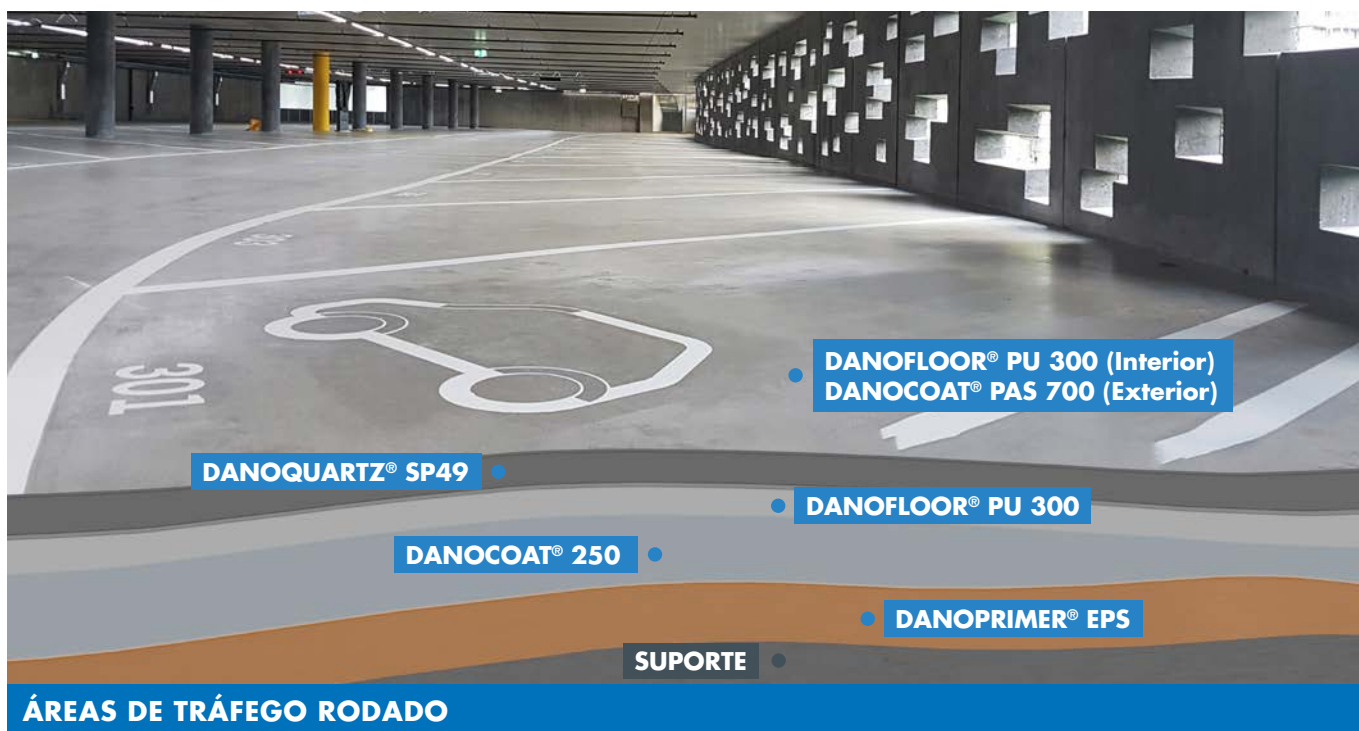 301
DANOFLOOR® PU 300 (Interior)
DANOCOAT® PAS 700 (Exterior)
DANOQUARTZ® SP49
DANOFLOOR® PU 300
DANOCOAT® 250
DANOPRIMER® EPS
SUPORTE
ÁREAS DE TRÁFEGO RODADO